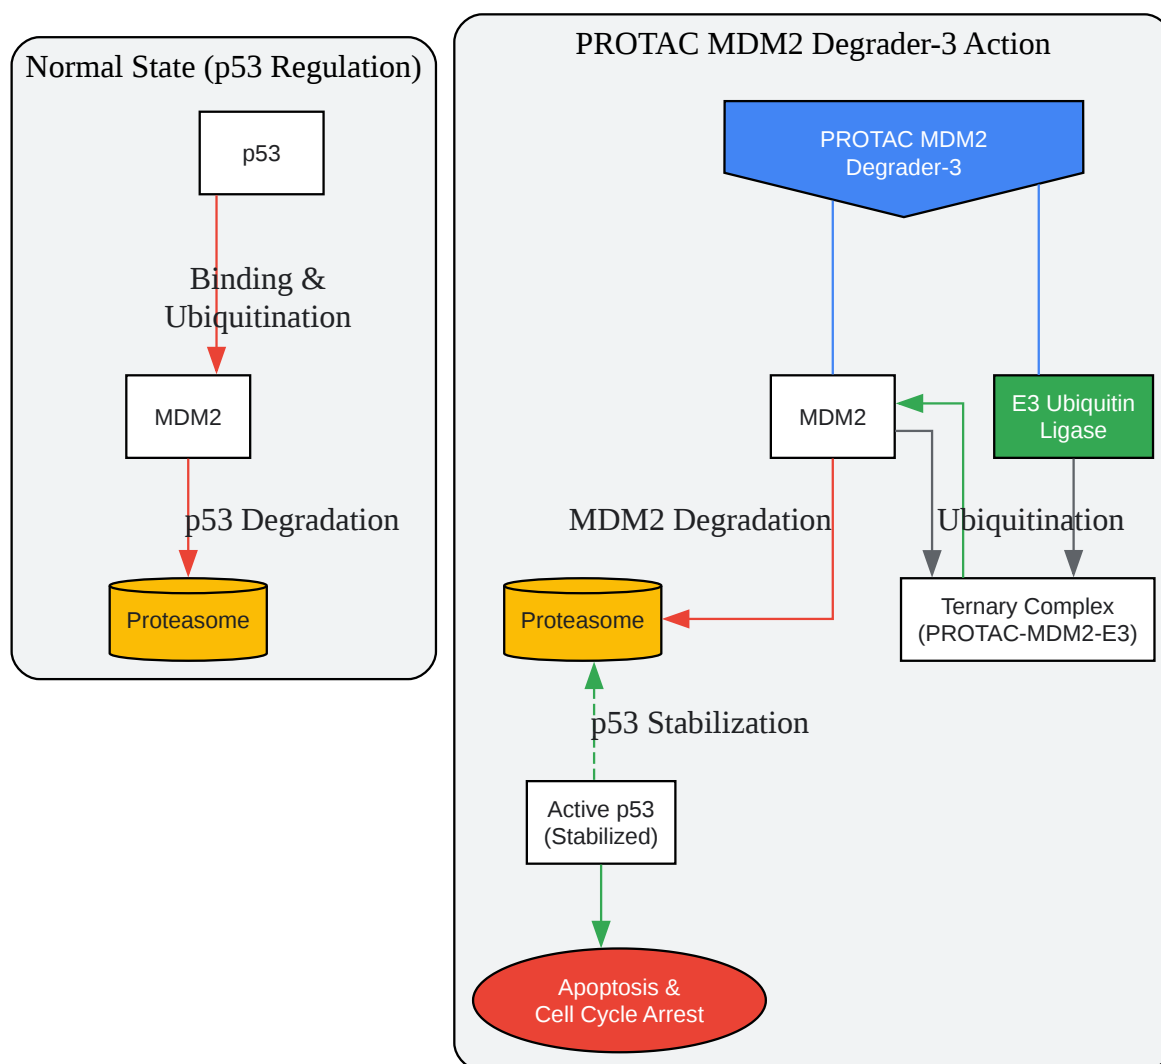 Normal State (p53 Regulation)
p53
Binding &
Ubiquitination
MDM2
p53 Degradation
Proteasome
PROTAC MDM2 Degrader-3 Action
PROTAC MDM2
Degrader-3
MDM2
E3 Ubiquitin
Ligase
MDM2 Degradation
Ubiquitination
Proteasome
Ternary Complex
(PROTAC-MDM2-E3)
p53 Stabilization
Active p53
(Stabilized)
Apoptosis &
Cell Cycle Arrest